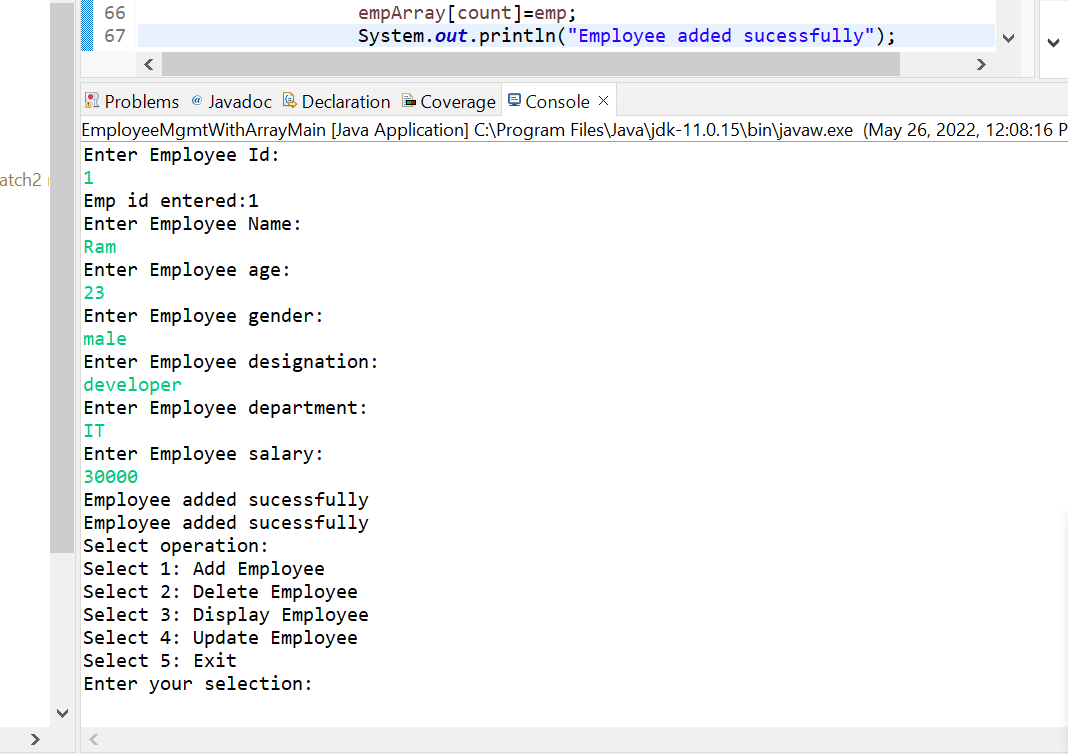 66 empArray[count]=emp;
67 System.out.println("Employee added sucessfully");
Problems @ Javadoc Declaration Coverage Console ×
EmployeeMgmtWithArrayMain [Java Application] C:\Program Files\Java\jdk-11.0.15\bin\javaw.exe (May 26, 2022, 12:08:16 P
Enter Employee Id:
atch2
1
Emp id entered:1
Enter Employee Name:
Ram
Enter Employee age:
23
Enter Employee gender:
male
Enter Employee designation:
developer
Enter Employee department:
IT
Enter Employee salary:
30000
Employee added sucessfully
Employee added sucessfully
Select operation:
Select 1: Add Employee
Select 2: Delete Employee
Select 3: Display Employee
Select 4: Update Employee
Select 5: Exit
Enter your selection: